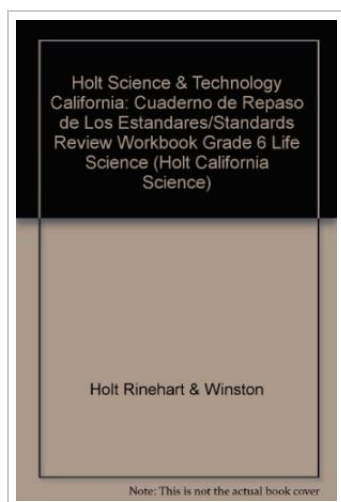 Holt Science & Technology
California: Cuaderno de Repaso
de Los Estandares/Standards
Review Workbook Grade 6 Life
Science (Holt California
Science)
Holt Rinehart & Winston
Note: This is not the actual book cover